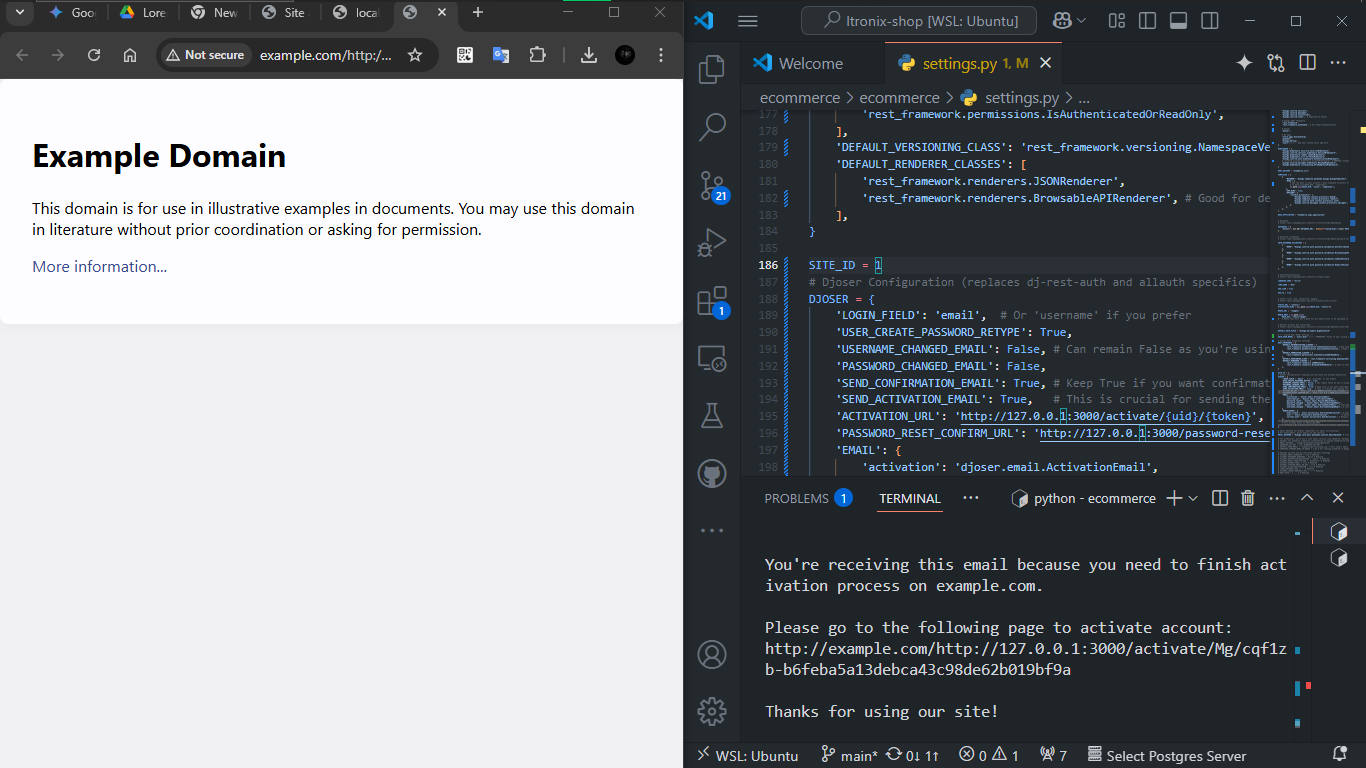 Goo
Lore
New
Site
loca
Not secure
example.com/http:/...
Example Domain
This domain is for use in illustrative examples in documents. You may use this domain
in literature without prior coordination or asking for permission.
More information...
ltronix-shop [WSL: Ubuntu]
Welcome
settings.py 1, M
ecommerce > ecommerce > settings.py > ...
177 'rest_framework.permissions.IsAuthenticatedOrReadOnly',
178 ],
179 'DEFAULT_VERSIONING_CLASS': 'rest_framework.versioning.NamespaceVe
180 'DEFAULT_RENDERER_CLASSES': [
181 'rest_framework.renderers.JSONRenderer',
182 'rest_framework.renderers.BrowsableAPIRenderer', # Good for de
183 ],
184 }
185
186 SITE_ID = 1
187 # Djoser Configuration (replaces dj-rest-auth and allauth specifics)
188 DJOSER = {
189 'LOGIN_FIELD': 'email', # Or 'username' if you prefer
190 'USER_CREATE_PASSWORD_RETYPE': True,
191 'USERNAME_CHANGED_EMAIL': False, # Can remain False as you're usin
192 'PASSWORD_CHANGED_EMAIL': False,
193 'SEND_CONFIRMATION_EMAIL': True, # Keep True if you want confirmat
194 'SEND_ACTIVATION_EMAIL': True, # This is crucial for sending the
195 'ACTIVATION_URL': 'http://127.0.0.1:3000/activate/{uid}/{token}',
196 'PASSWORD_RESET_CONFIRM_URL': 'http://127.0.0.1:3000/password-rese
197 'EMAIL': {
198 'activation': 'djoser.email.ActivationEmail',
21
1
PROBLEMS 1 TERMINAL ... python - ecommerce
You're receiving this email because you need to finish act
ivation process on example.com.
Please go to the following page to activate account:
http://example.com/http://127.0.0.1:3000/activate/Mg/cqf1z
b-b6feba5a13debca43c98de62b019bf9a
Thanks for using our site!
WSL: Ubuntu main* 0↓ 1↑ 0 1 7 Select Postgres Server